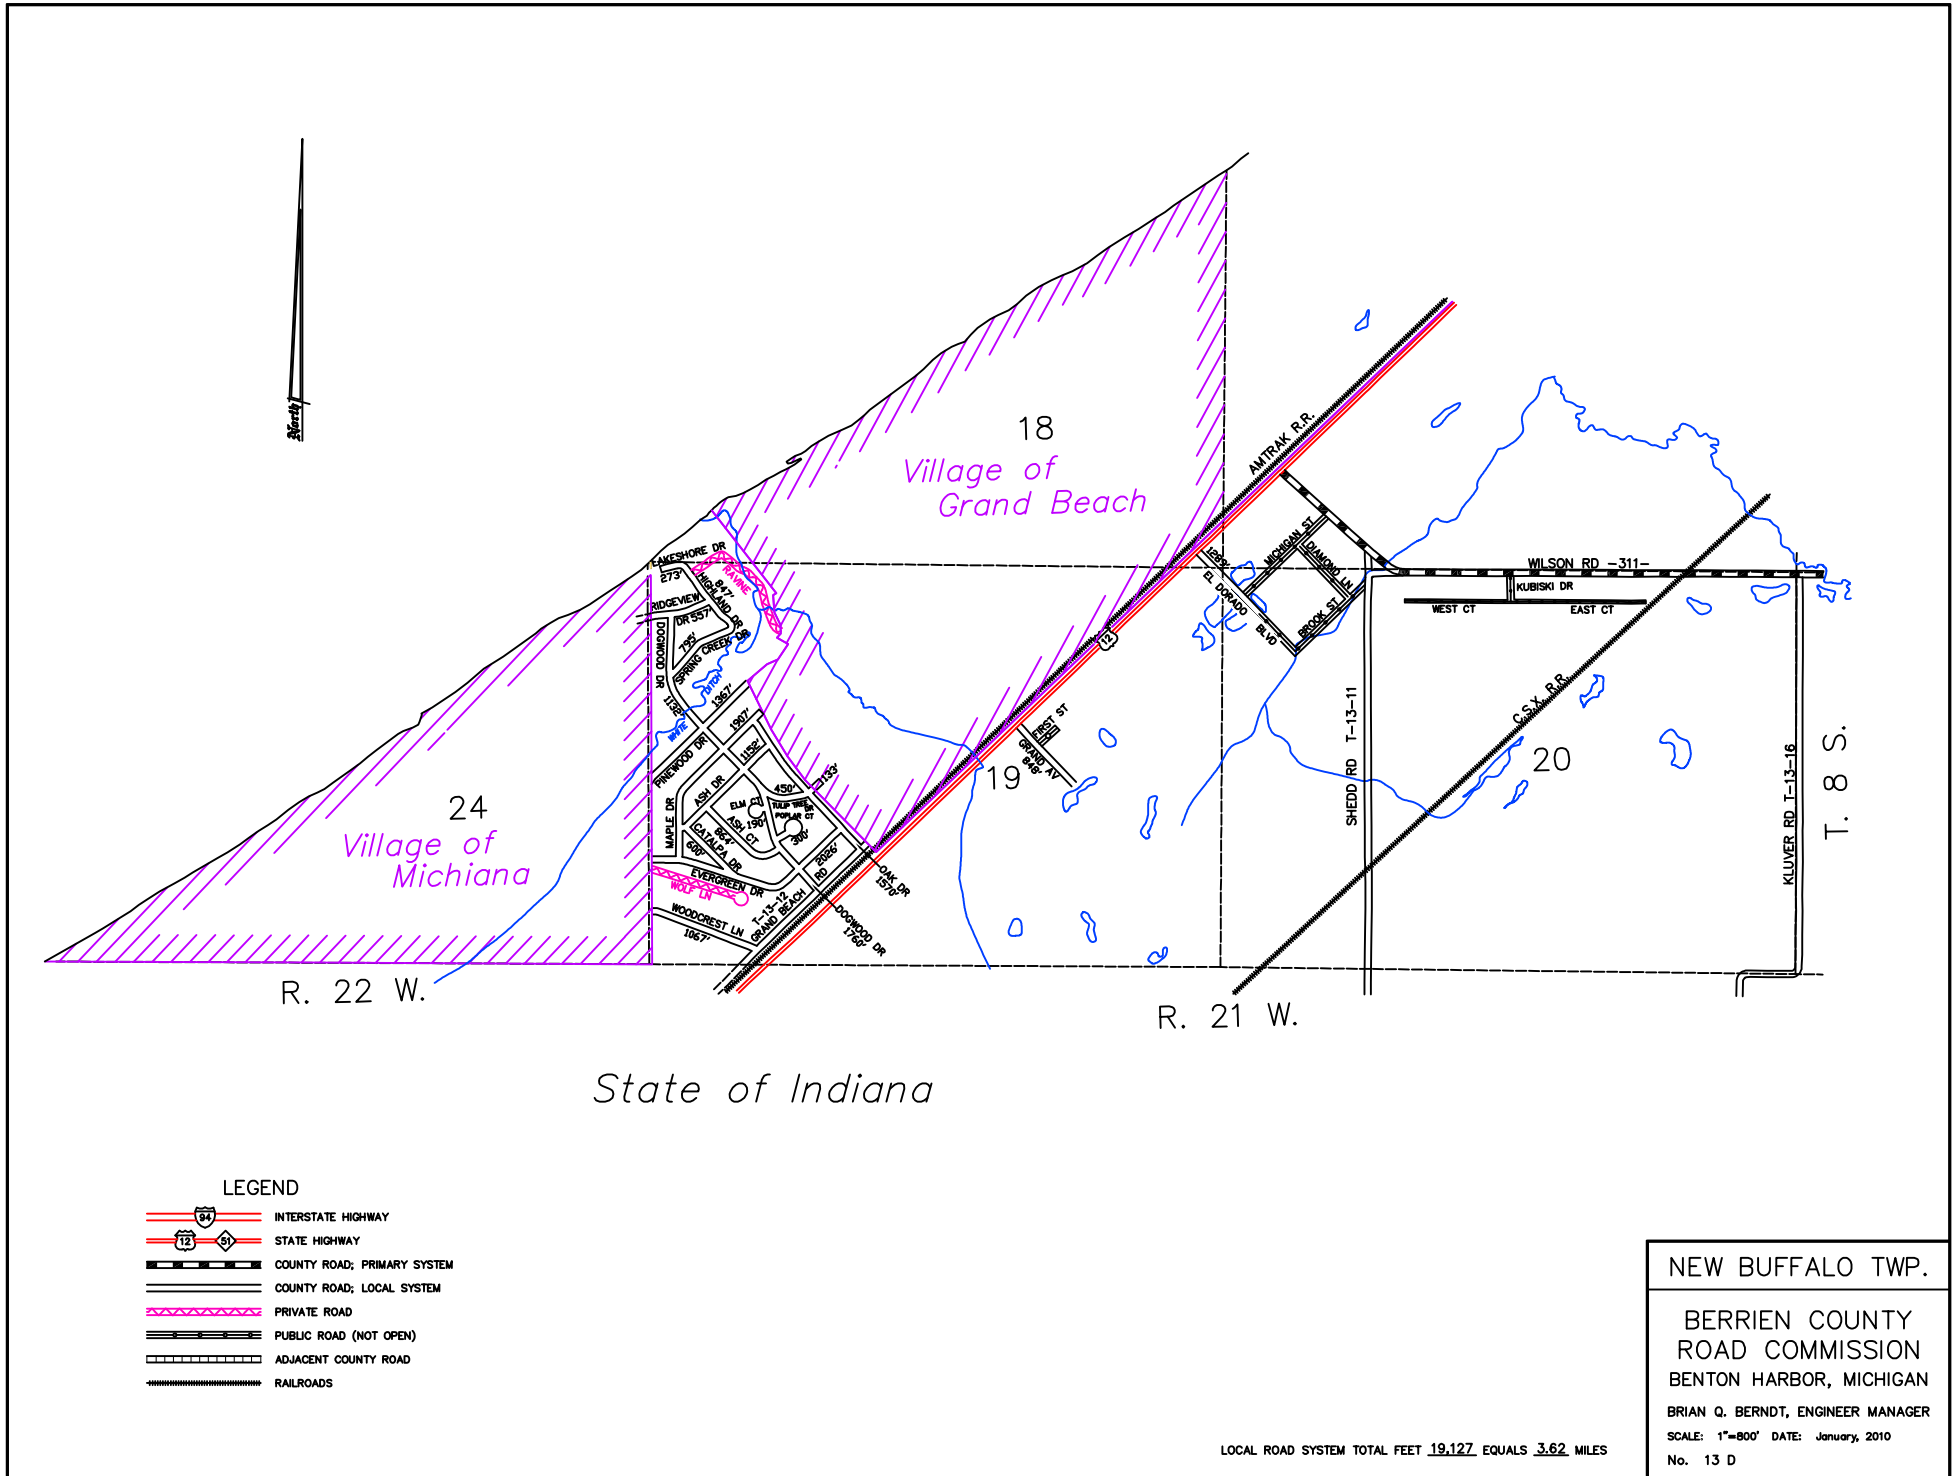 North
18
Village of
Grand Beach
AMTRAK R.R.
LAKESHORE DR
273'
RAVINE
847'
HIGHLAND DR
RIDGEVIEW
DR 557'
DOGWOOD DR
795'
SPRING CREEK DR
1132'
WHITE
DITCH
1367'
1907'
PINEWOOD DR
1152'
133'
ASH DR
450'
ELM CT
TULIP TREE
DR
POPLAR CT
190'
300'
MAPLE DR
ASH CT
864'
CATALPA DR
600'
2026'
EVERGREEN DR
WOLF LN
OAK DR
1570'
WOODCREST LN
1067'
T-13-12
GRAND BEACH
RD
DOGWOOD DR
1760'
24
Village of
Michiana
12
1289'
EL DORADO
BLVD
MICHIGAN ST
DIAMOND LN
BROOK ST
WILSON RD -311-
KUBISKI DR
WEST CT
EAST CT
FIRST ST
GRAND AV
848'
19
SHEDD RD T-13-11
C.S.X. R.R.
20
KLUVER RD T-13-16
T. 8 S.
R. 22 W.
R. 21 W.
State of Indiana
LEGEND
94
INTERSTATE HIGHWAY
12
51
STATE HIGHWAY
COUNTY ROAD; PRIMARY SYSTEM
COUNTY ROAD; LOCAL SYSTEM
PRIVATE ROAD
PUBLIC ROAD (NOT OPEN)
ADJACENT COUNTY ROAD
RAILROADS
LOCAL ROAD SYSTEM TOTAL FEET 19,127 EQUALS 3.62 MILES
NEW BUFFALO TWP.
BERRIEN COUNTY
ROAD COMMISSION
BENTON HARBOR, MICHIGAN
BRIAN Q. BERNDT, ENGINEER MANAGER
SCALE: 1"=800' DATE: January, 2010
No. 13 D